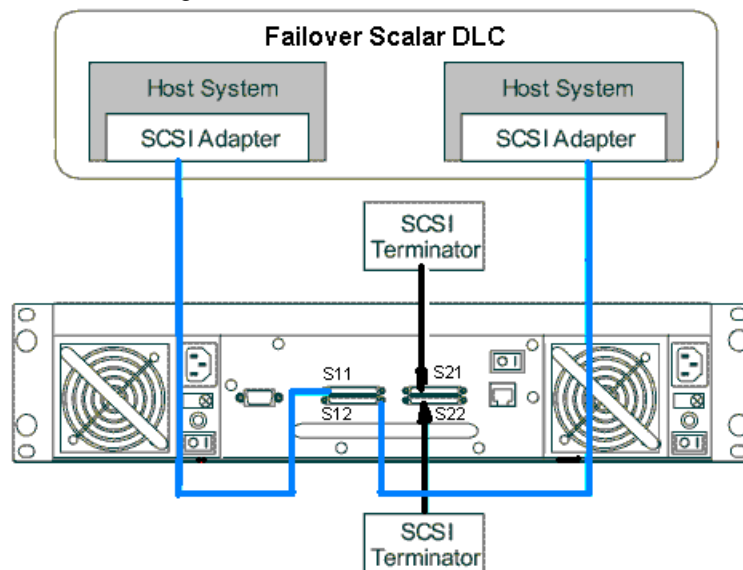 Failover Scalar DLC
Host System
SCSI Adapter
Host System
SCSI Adapter
SCSI
Terminator
S11
S21
S12
S22
SCSI
Terminator